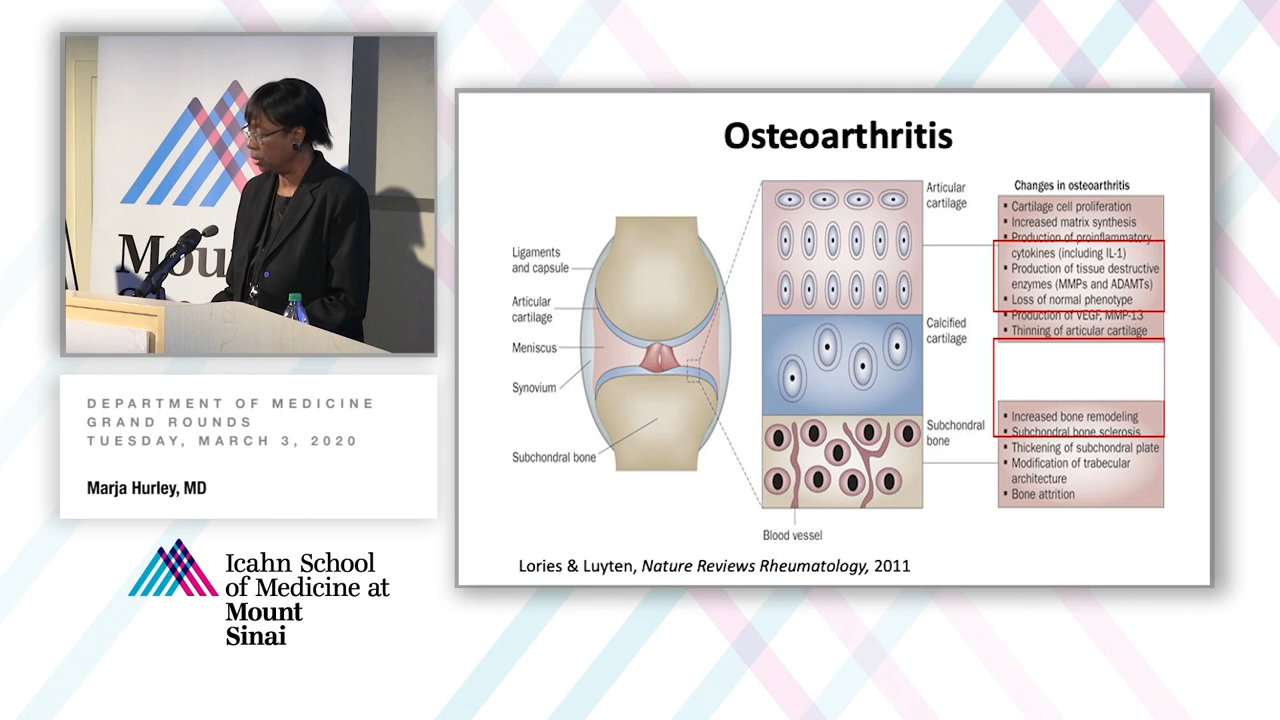 Mou
DEPARTMENT OF MEDICINE
GRAND ROUNDS
TUESDAY, MARCH 3, 2020
Marja Hurley, MD
Icahn School
of Medicine at
Mount
Sinai
Osteoarthritis
Ligaments
and capsule
Articular
cartilage
Meniscus
Synovium
Subchondral bone
Articular
cartilage
Calcified
cartilage
Subchondral
bone
Blood vessel
Changes in osteoarthritis
▪ Cartilage cell proliferation
▪ Increased matrix synthesis
▪ Production of proinflammatory
cytokines (including IL-1)
▪ Production of tissue destructive
enzymes (MMPs and ADAMTs)
▪ Loss of normal phenotype
▪ Production of VEGF, MMP-13
▪ Thinning of articular cartilage
▪ Increased bone remodeling
▪ Subchondral bone sclerosis
▪ Thickening of subchondral plate
▪ Modification of trabecular
architecture
▪ Bone attrition
Lories & Luyten, Nature Reviews Rheumatology, 2011